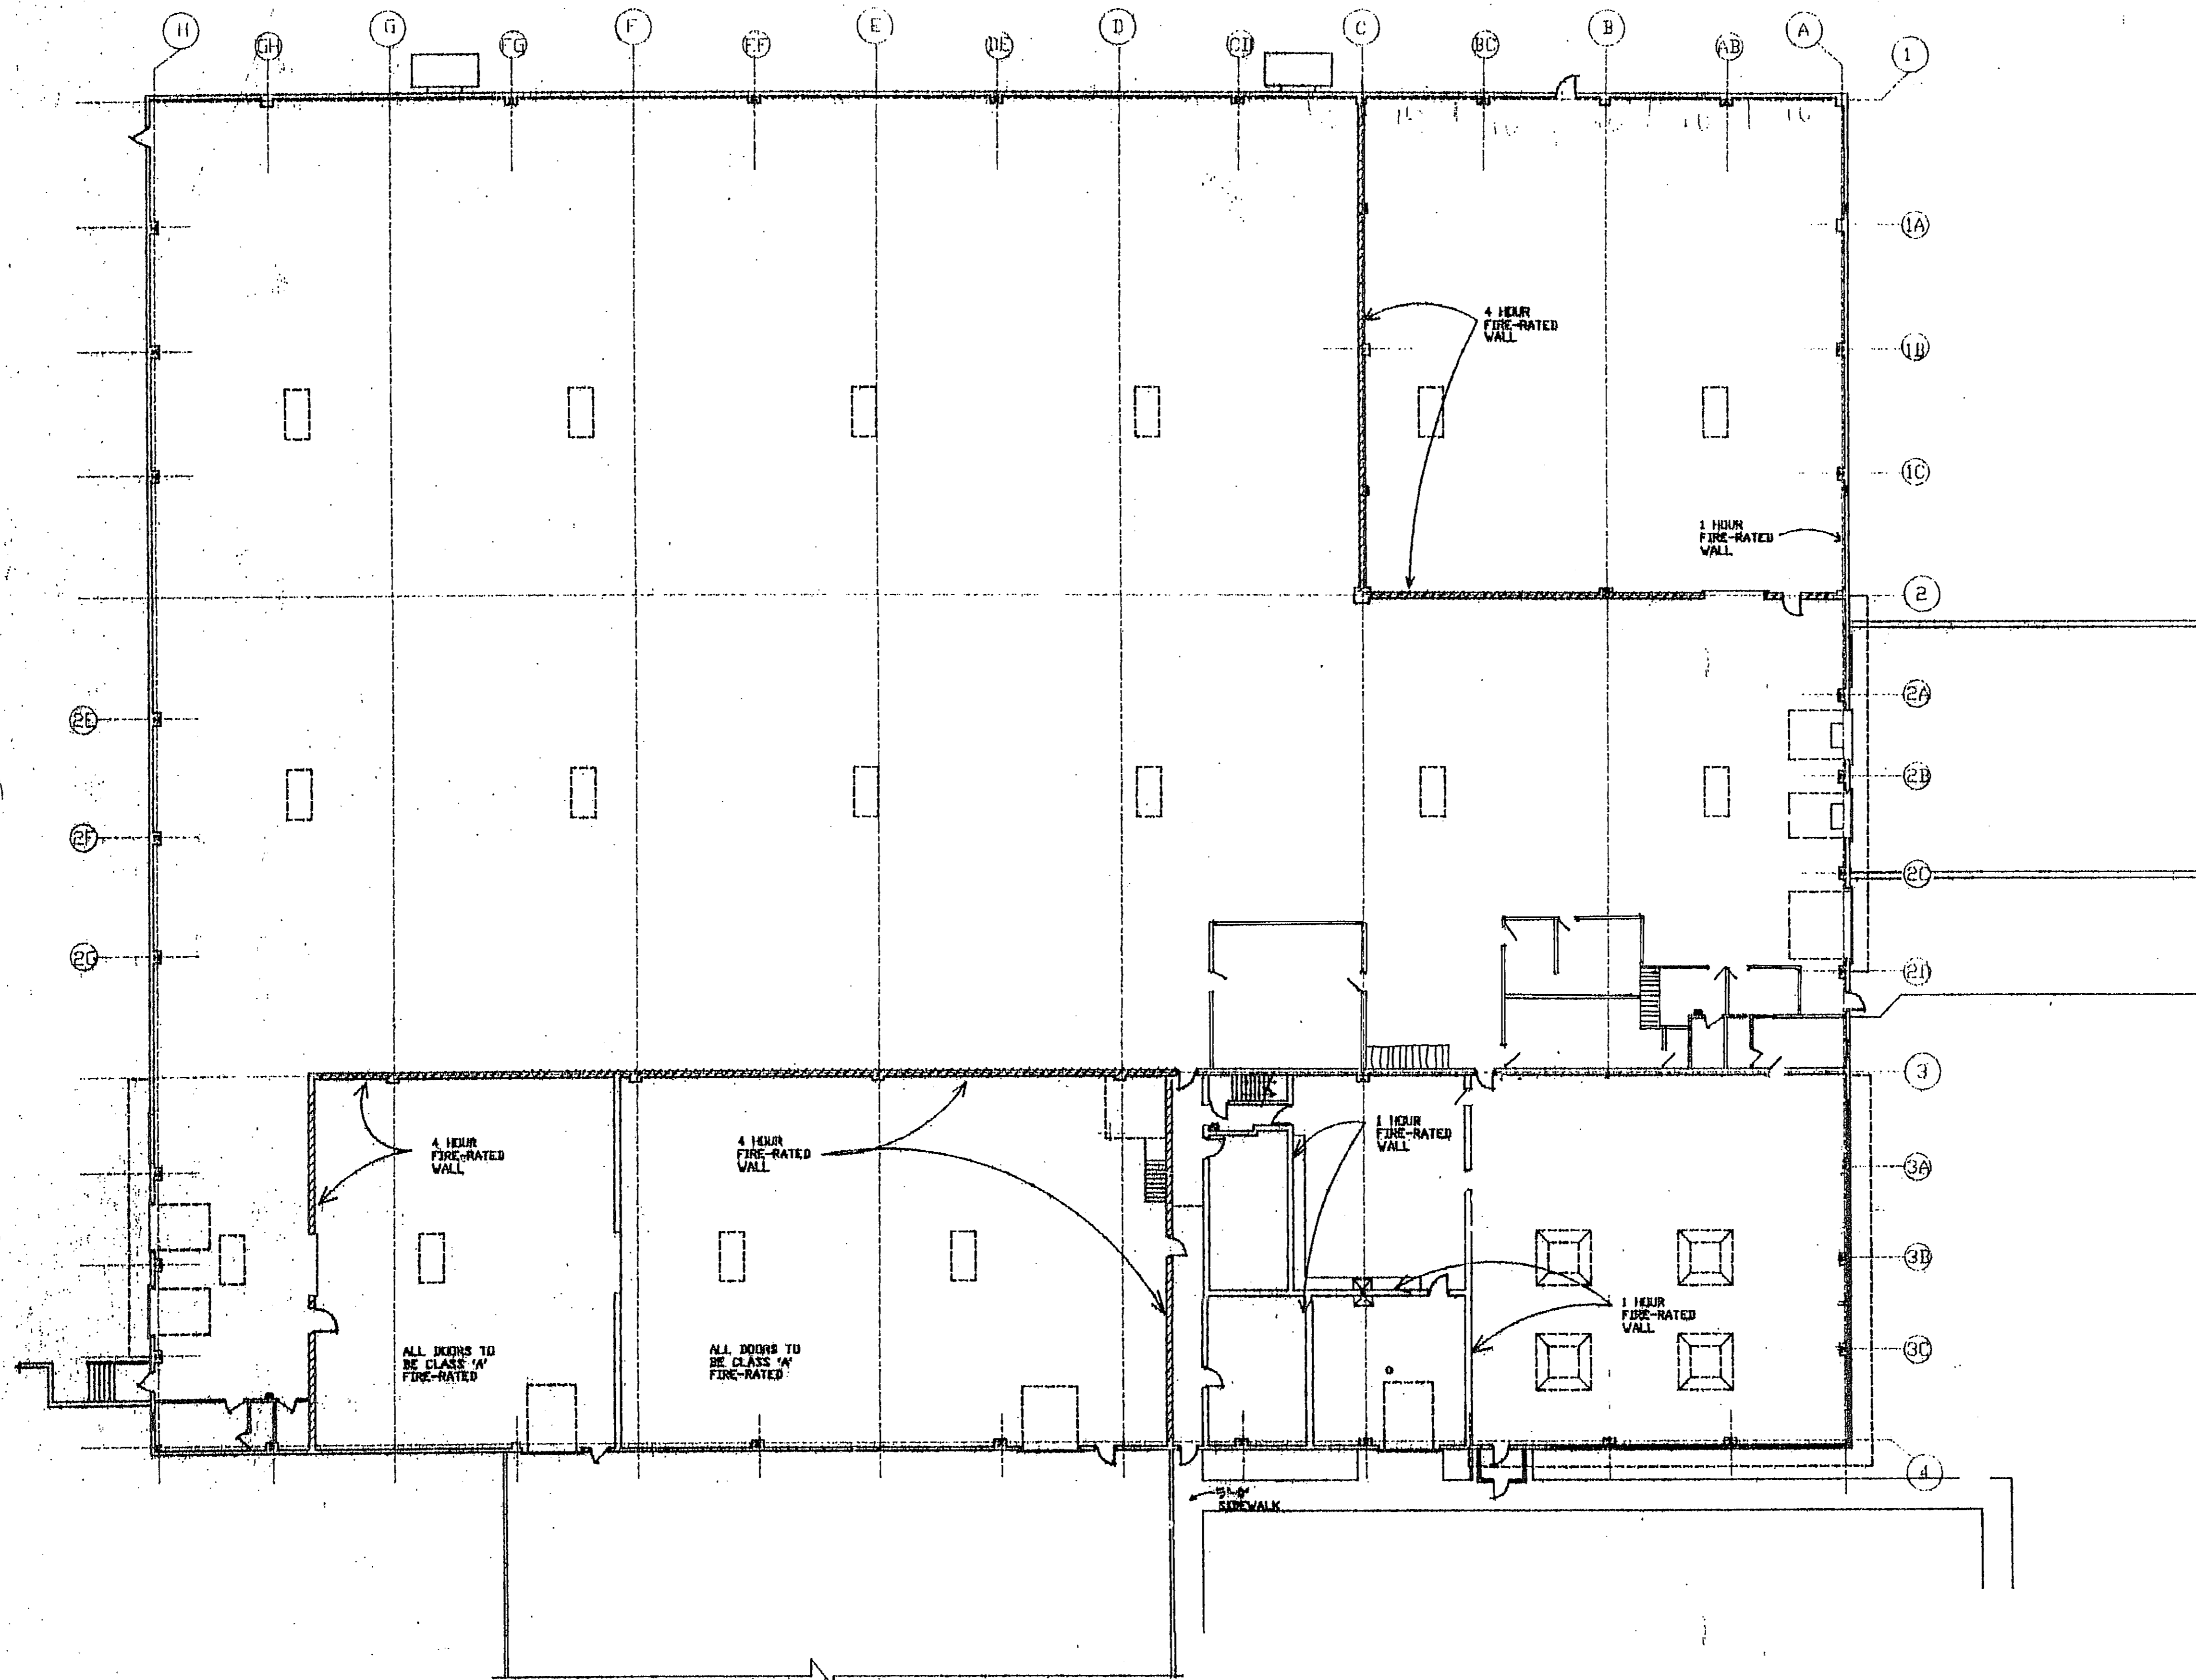 H
GH
G
FG
F
EF
E
DE
D
CD
C
BC
B
AB
A
1
1A
1B
4 HOUR
FIRE-RATED
WALL
1C
1 HOUR
FIRE-RATED
WALL
2
2A
2E
2B
2F
2C
2G
2D
3
4 HOUR
FIRE-RATED
WALL
4 HOUR
FIRE-RATED
WALL
1 HOUR
FIRE-RATED
WALL
3A
3B
1 HOUR
FIRE-RATED
WALL
ALL DOORS TO
BE CLASS 'A'
FIRE-RATED
ALL DOORS TO
BE CLASS 'A'
FIRE-RATED
3C
4
5'-0"
SIDEWALK